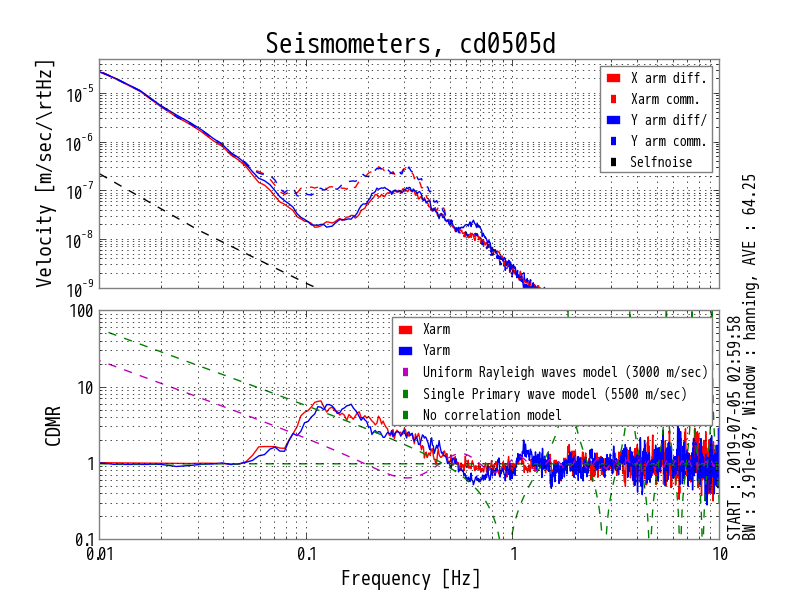 Seismometers, cd0505d
Velocity [m/sec/\rtHz]
10^-5
10^-6
10^-7
10^-8
10^-9
X arm diff.
Xarm comm.
Y arm diff/
Y arm comm.
Selfnoise
CDMR
100
10
1
0.1
Xarm
Yarm
Uniform Rayleigh waves model (3000 m/sec)
Single Primary wave model (5500 m/sec)
No correlation model
0.01 0.1 1 10
Frequency [Hz]
START : 2019-07-05 02:59:58
BW : 3.91e-03, Window : hanning, AVE : 64.25